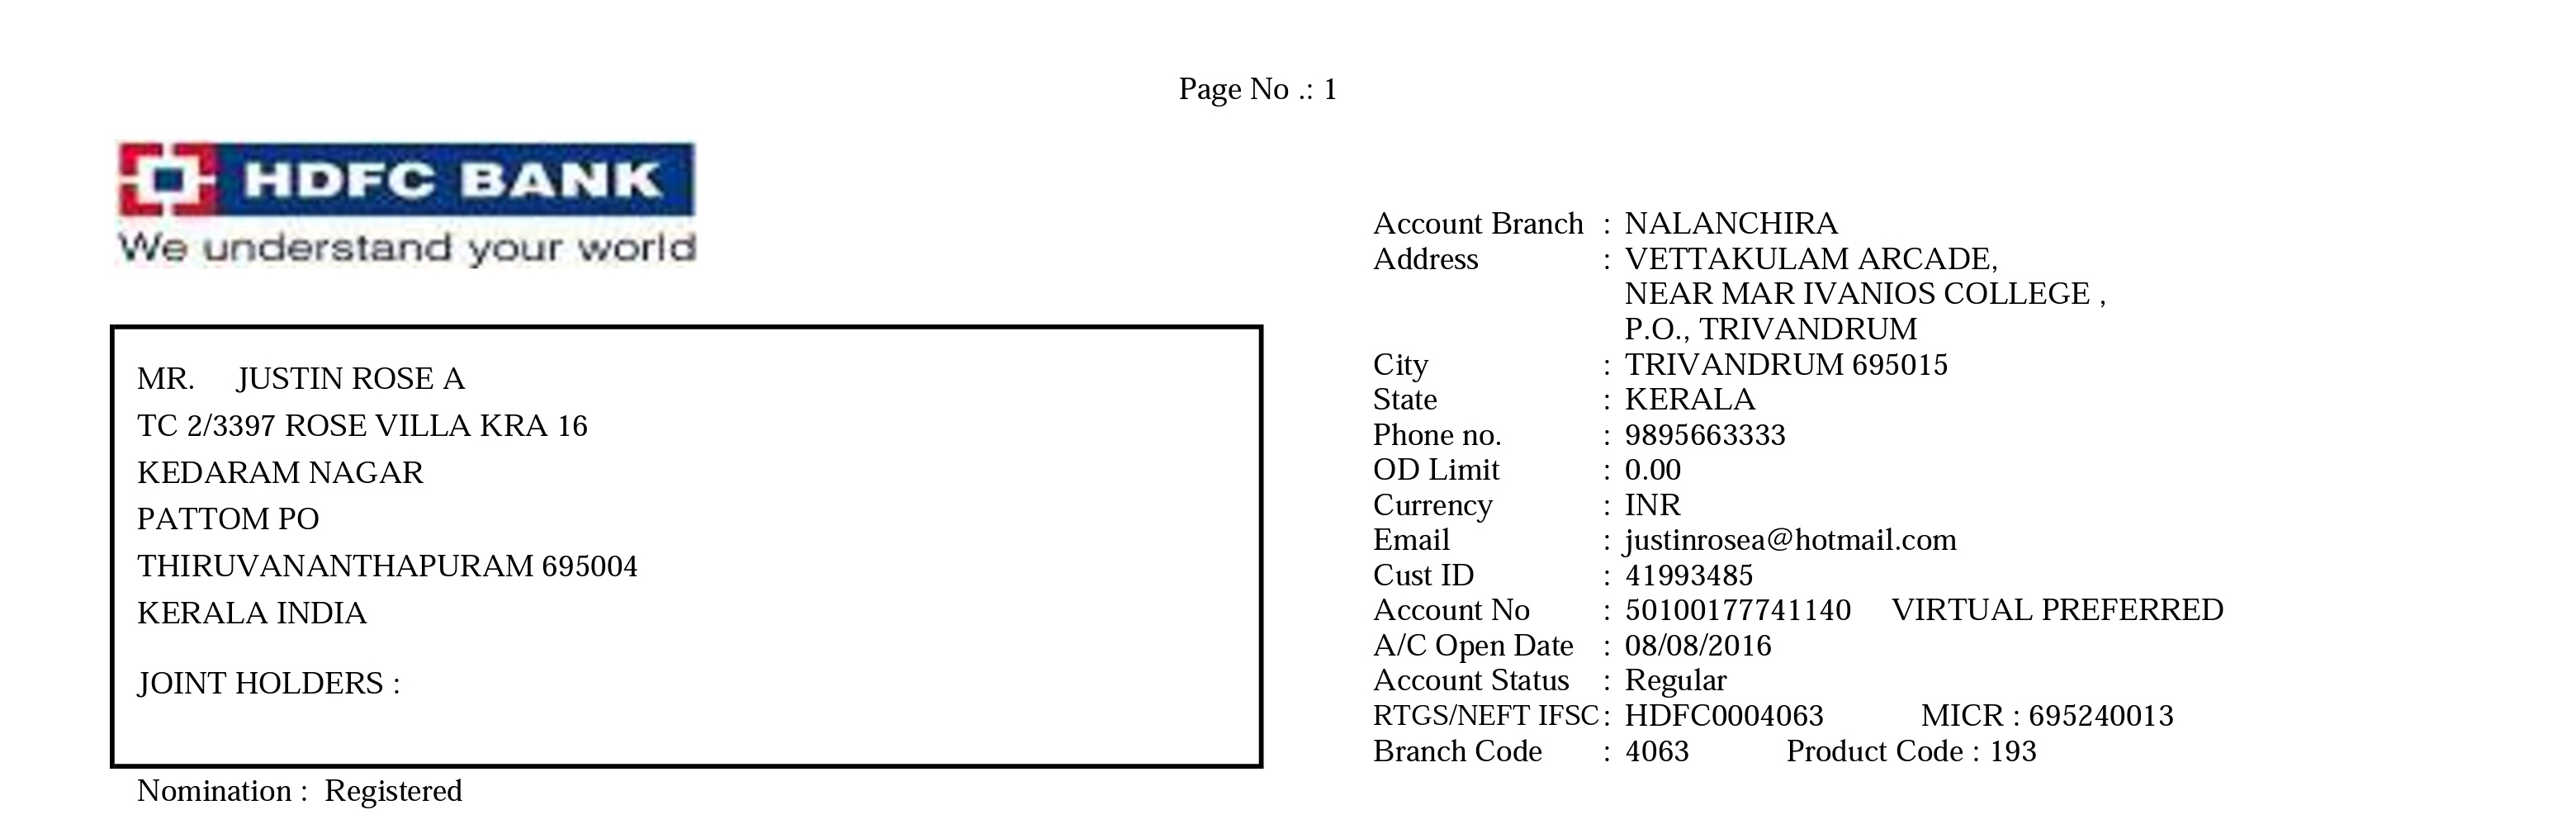 Page No .: 1
HDFC BANK
We understand your world
MR. JUSTIN ROSE A
TC 2/3397 ROSE VILLA KRA 16
KEDARAM NAGAR
PATTOM PO
THIRUVANANTHAPURAM 695004
KERALA INDIA
JOINT HOLDERS :
Nomination : Registered
Account Branch : NALANCHIRA
Address : VETTAKULAM ARCADE,
NEAR MAR IVANIOS COLLEGE ,
P.O., TRIVANDRUM
City : TRIVANDRUM 695015
State : KERALA
Phone no. : 9895663333
OD Limit : 0.00
Currency : INR
Email : justinrosea@hotmail.com
Cust ID : 41993485
Account No : 50100177741140 VIRTUAL PREFERRED
A/C Open Date : 08/08/2016
Account Status : Regular
RTGS/NEFT IFSC : HDFC0004063 MICR : 695240013
Branch Code : 4063 Product Code : 193